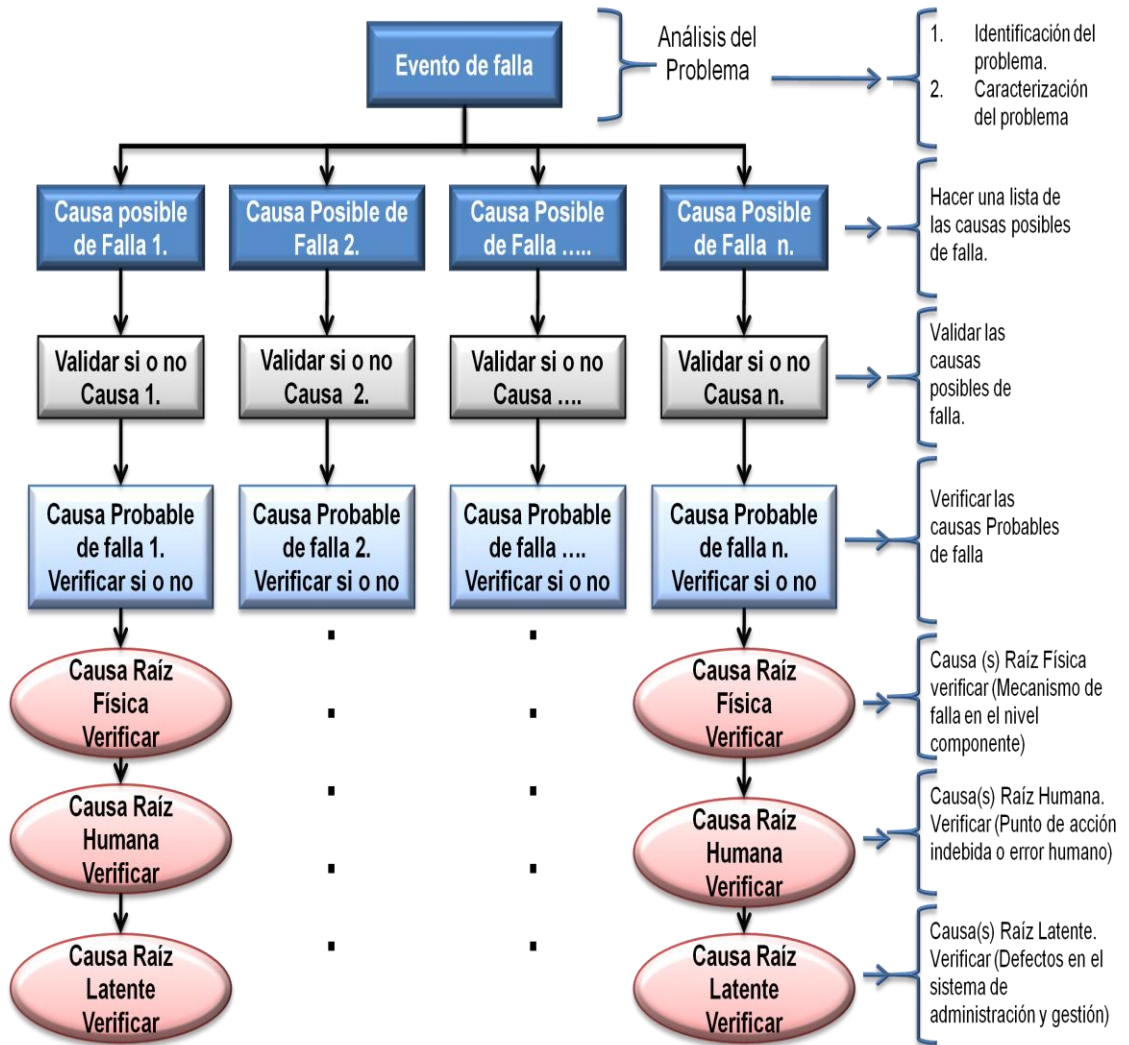 Evento de falla
Análisis del
Problema
1. Identificación del
problema.
2. Caracterización
del problema
Causa posible
de Falla 1.
Causa Posible de
Falla 2.
Causa Posible
de Falla …..
Causa Posible
de Falla n.
Hacer una lista de
las causas posibles
de falla.
Validar si o no
Causa 1.
Validar si o no
Causa 2.
Validar si o no
Causa ….
Validar si o no
Causa n.
Validar las
causas
posibles de
falla.
Causa Probable
de falla 1.
Verificar si o no
Causa Probable
de falla 2.
Verificar si o no
Causa Probable
de falla ….
Verificar si o no
Causa Probable
de falla n.
Verificar si o no
Verificar las
causas Probables
de falla
Causa Raíz
Física
Verificar
Causa Raíz
Física
Verificar
Causa (s) Raíz Física
verificar (Mecanismo de
falla en el nivel
componente)
Causa Raíz
Humana
Verificar
Causa Raíz
Humana
Verificar
Causa(s) Raíz Humana.
Verificar (Punto de acción
indebida o error humano)
Causa Raíz
Latente
Verificar
Causa Raíz
Latente
Verificar
Causa(s) Raíz Latente.
Verificar (Defectos en el
sistema de
administración y gestión)